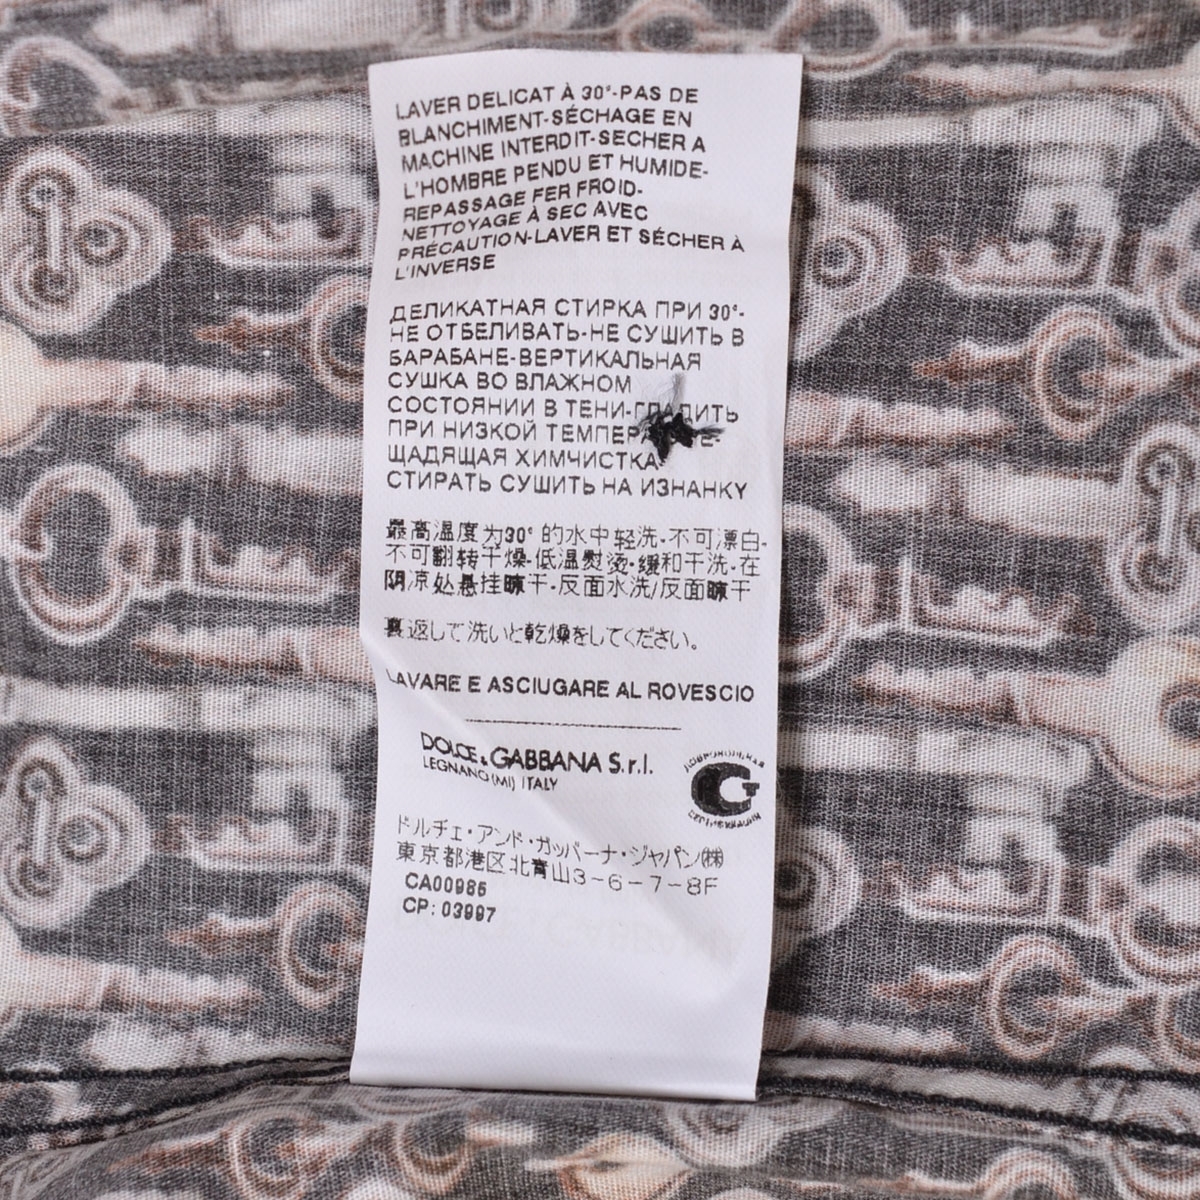 LAVER DELICAT À 30°-PAS DE
BLANCHIMENT-SÉCHAGE EN
MACHINE INTERDIT-SECHER A
L'HOMBRE PENDU ET HUMIDE-
REPASSAGE FER FROID-
NETTOYAGE À SEC AVEC
PRÉCAUTION-LAVER ET SÉCHER À
L'INVERSE
ДЕЛИКАТНАЯ СТИРКА ПРИ 30°-
НЕ ОТБЕЛИВАТЬ-НЕ СУШИТЬ В
БАРАБАНЕ-ВЕРТИКАЛЬНАЯ
СУШКА ВО ВЛАЖНОМ
СОСТОЯНИИ В ТЕНИ-ГЛАДИТЬ
ПРИ НИЗКОЙ
ЩАДЯЩАЯ ХИМЧИСТКА-
СТИРАТЬ СУШИТЬ НА ИЗНАНКУ
最高温度为30° 的水中轻洗-不可漂白-
不可翻转干燥-低温熨烫-缓和干洗-在
阴凉处悬挂曠干-反面水洗/反面曠干
裏返して洗いと乾燥をしてください。
LAVARE E ASCIUGARE AL ROVESCIO
DOLCE & GABBANA S.r.l.
LEGNANO (MI) ITALY
ДОБРОВОЛЬНАЯ
СЕРТИФИКАЦИЯ
ドルチェ・アンド・ガッバーナ・ジャパン(株)
東京都港区北青山3-6-7-8F
CA00985
CP: 03997